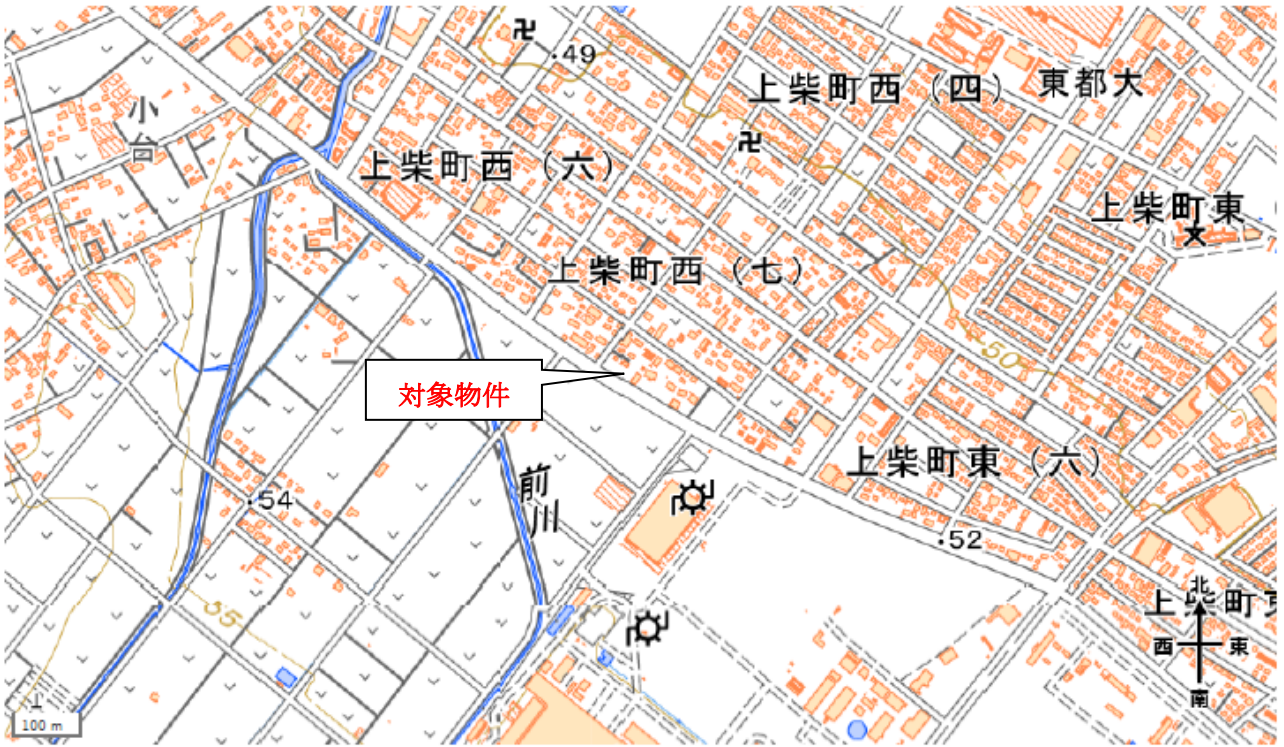 49
上柴町西（四）
東都大
小台
上柴町西（六）
上柴町東
上柴町西（七）
50
対象物件
上柴町東（六）
前川
54
52
55
北
上柴町東
西
東
南
100 m